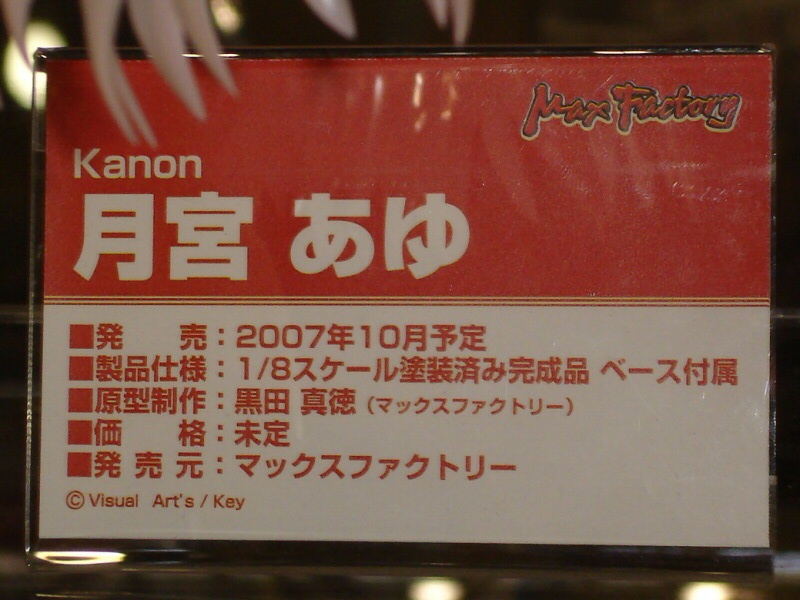 Max Factory
Kanon
月宮 あゆ
■発　　売：2007年10月予定
■製品仕様：1/8スケール塗装済み完成品 ベース付属
■原型制作：黒田 真徳（マックスファクトリー）
■価　　格：未定
■発 売 元：マックスファクトリー
©Visual Art's / Key